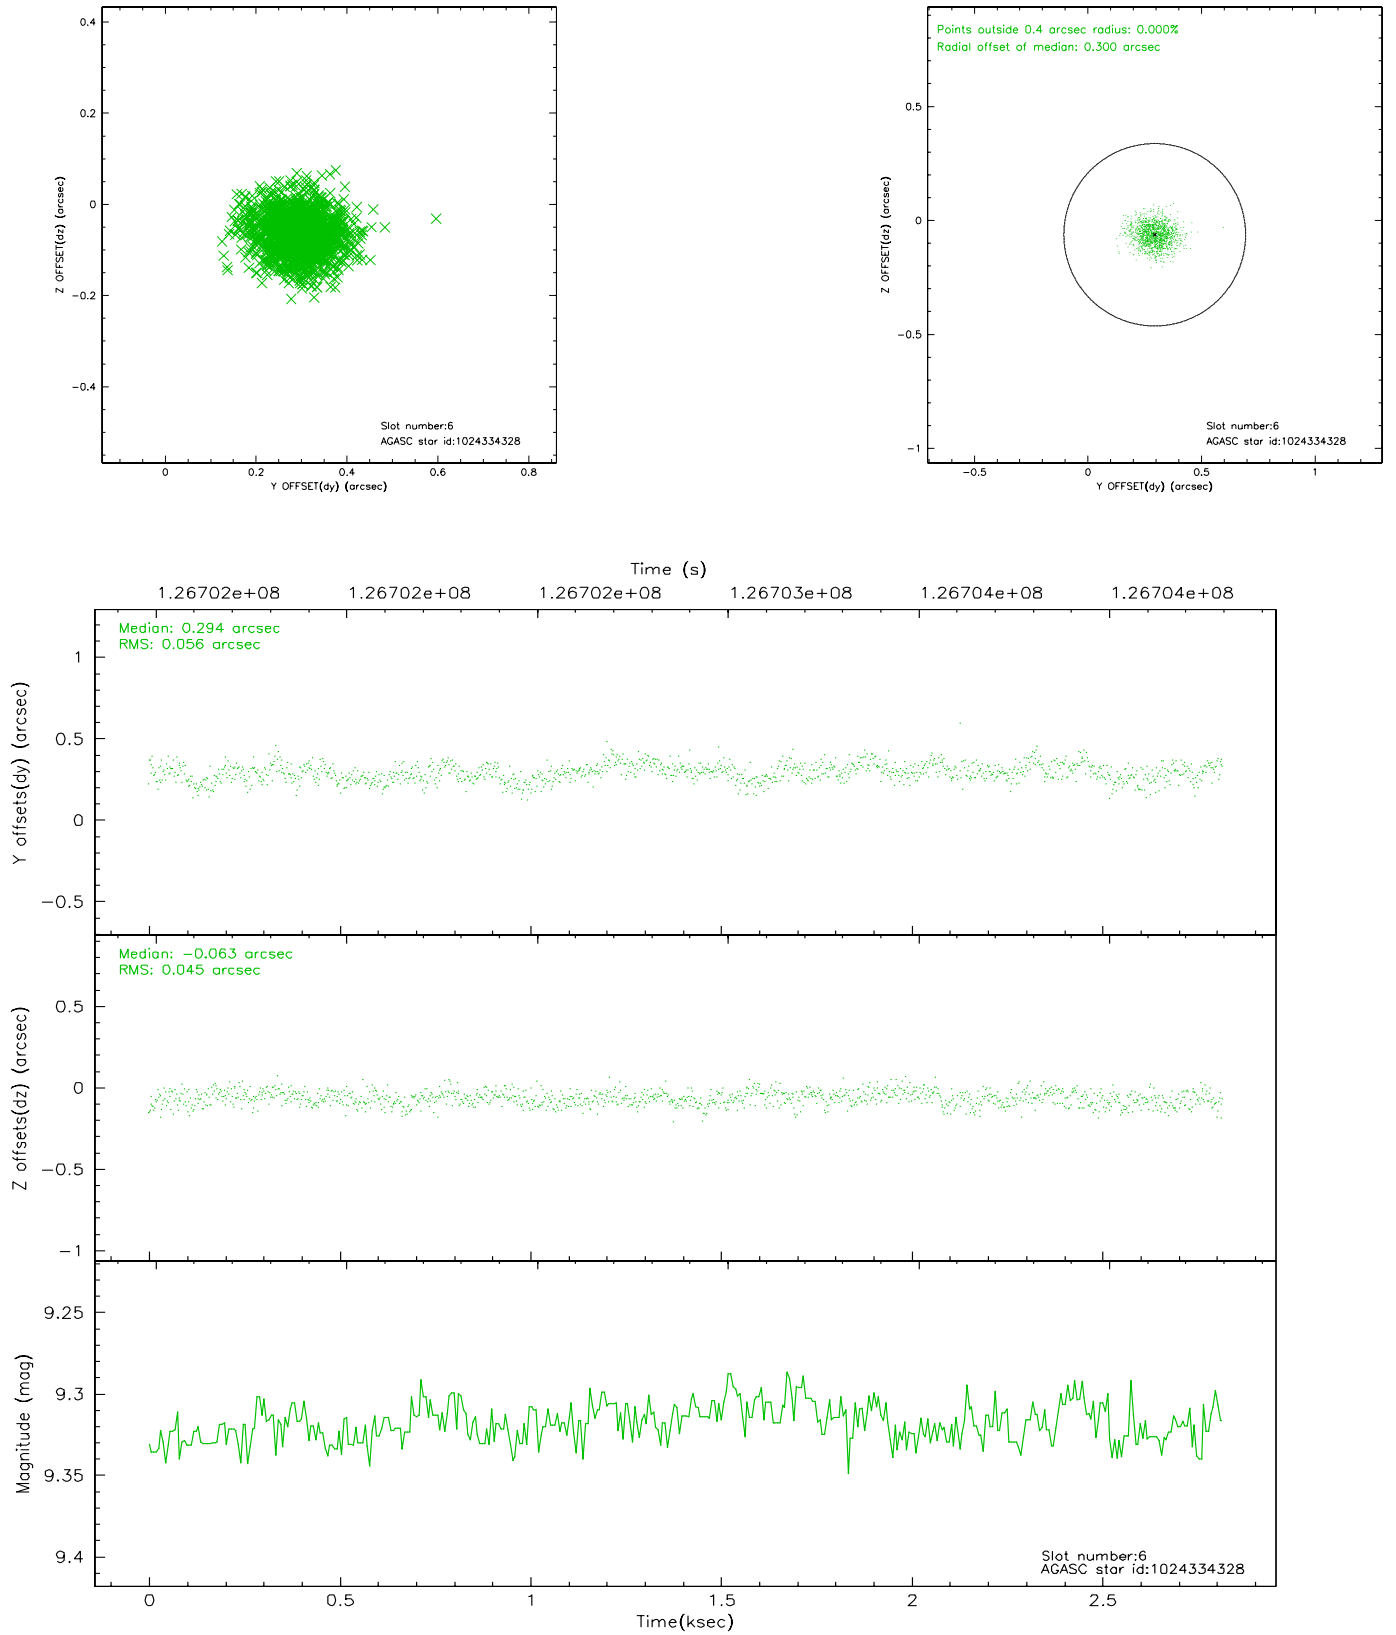 0.4
0.2
0
−0.2
−0.4
Z OFFSET(dz) (arcsec)
Slot number:6
AGASC star id:1024334328
0 0.2 0.4 0.6 0.8
Y OFFSET(dy) (arcsec)
Points outside 0.4 arcsec radius: 0.000%
Radial offset of median: 0.300 arcsec
0.5
0
−0.5
−1
Z OFFSET(dz) (arcsec)
Slot number:6
AGASC star id:1024334328
−0.5 0 0.5 1
Y OFFSET(dy) (arcsec)
Time (s)
1.26702e+08 1.26702e+08 1.26702e+08 1.26703e+08 1.26704e+08 1.26704e+08
Median: 0.294 arcsec
RMS: 0.056 arcsec
1
0.5
0
−0.5
Y offsets(dy) (arcsec)
Median: −0.063 arcsec
RMS: 0.045 arcsec
0.5
0
−0.5
−1
Z offsets(dz) (arcsec)
9.25
9.3
9.35
9.4
Magnitude (mag)
Slot number:6
AGASC star id:1024334328
0 0.5 1 1.5 2 2.5
Time(ksec)